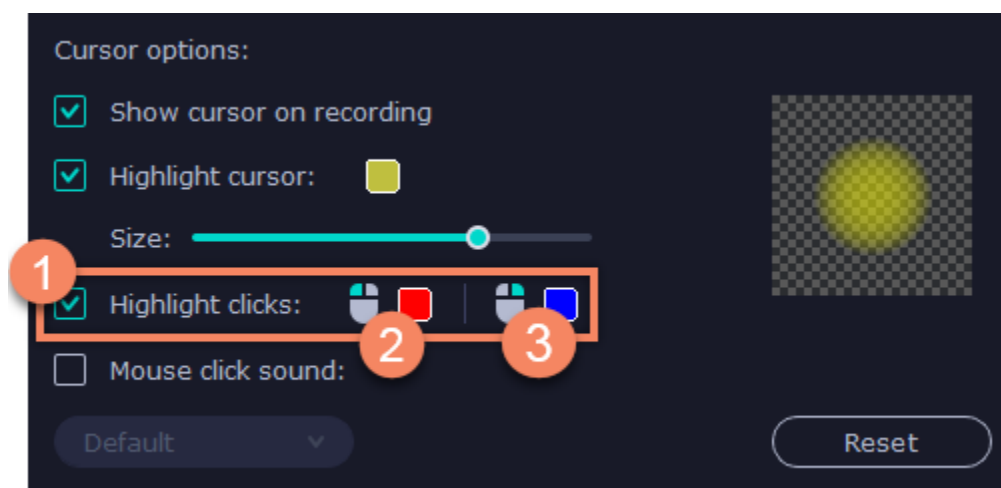 Cursor options:
Show cursor on recording
Highlight cursor:
Size:
1
Highlight clicks:
2
3
Mouse click sound:
Default
Reset